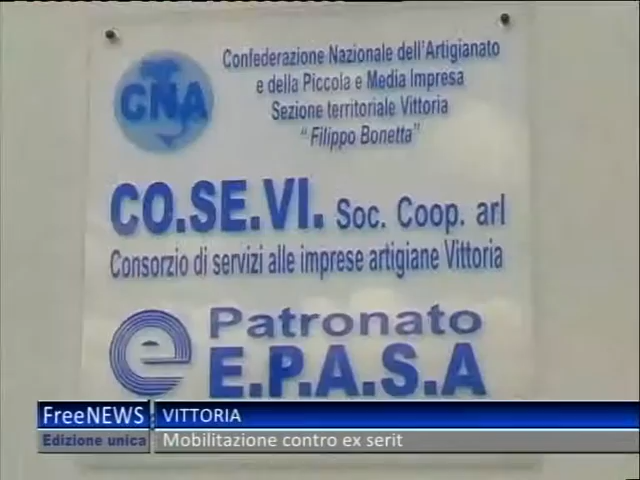 CNA
Confederazione Nazionale dell'Artigianato
e della Piccola e Media Impresa
Sezione territoriale Vittoria
"Filippo Bonetta"
CO.SE.VI. Soc. Coop. arl
Consorzio di servizi alle imprese artigiane Vittoria
e Patronato
E.P.A.S.A
FreeNEWS: VITTORIA
Edizione unica Mobilitazione contro ex serit